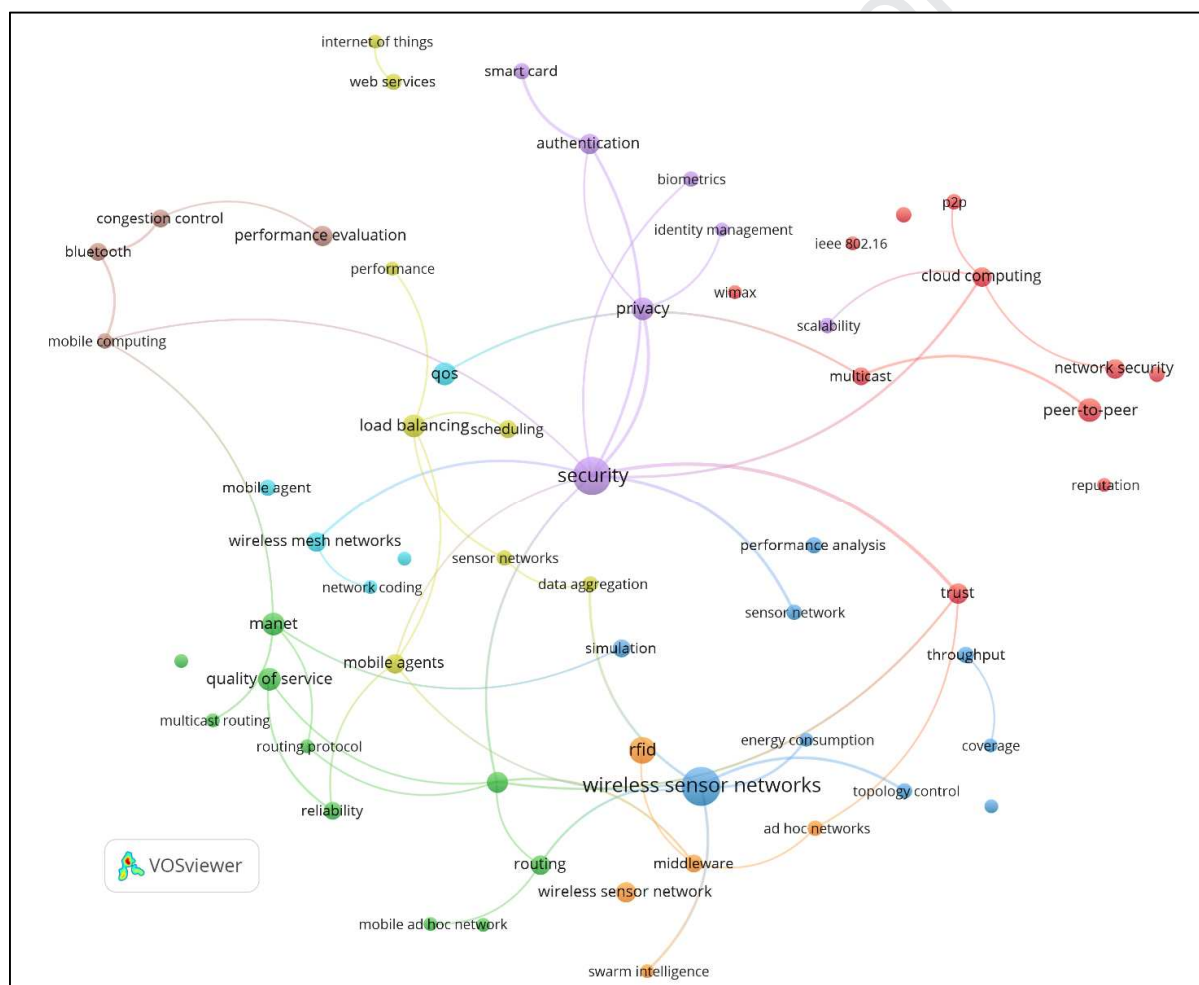 internet of things
smart card
web services
authentication
biometrics
p2p
congestion control
identity management
performance evaluation
ieee 802.16
bluetooth
performance
cloud computing
wimax
privacy
scalability
mobile computing
network security
qos
multicast
peer-to-peer
load balancing
scheduling
security
reputation
mobile agent
wireless mesh networks
performance analysis
sensor networks
data aggregation
network coding
trust
sensor network
manet
simulation
throughput
mobile agents
quality of service
multicast routing
routing protocol
energy consumption
coverage
rfid
wireless sensor networks
topology control
reliability
ad hoc networks
VOSviewer
routing
middleware
wireless sensor network
mobile ad hoc network
swarm intelligence